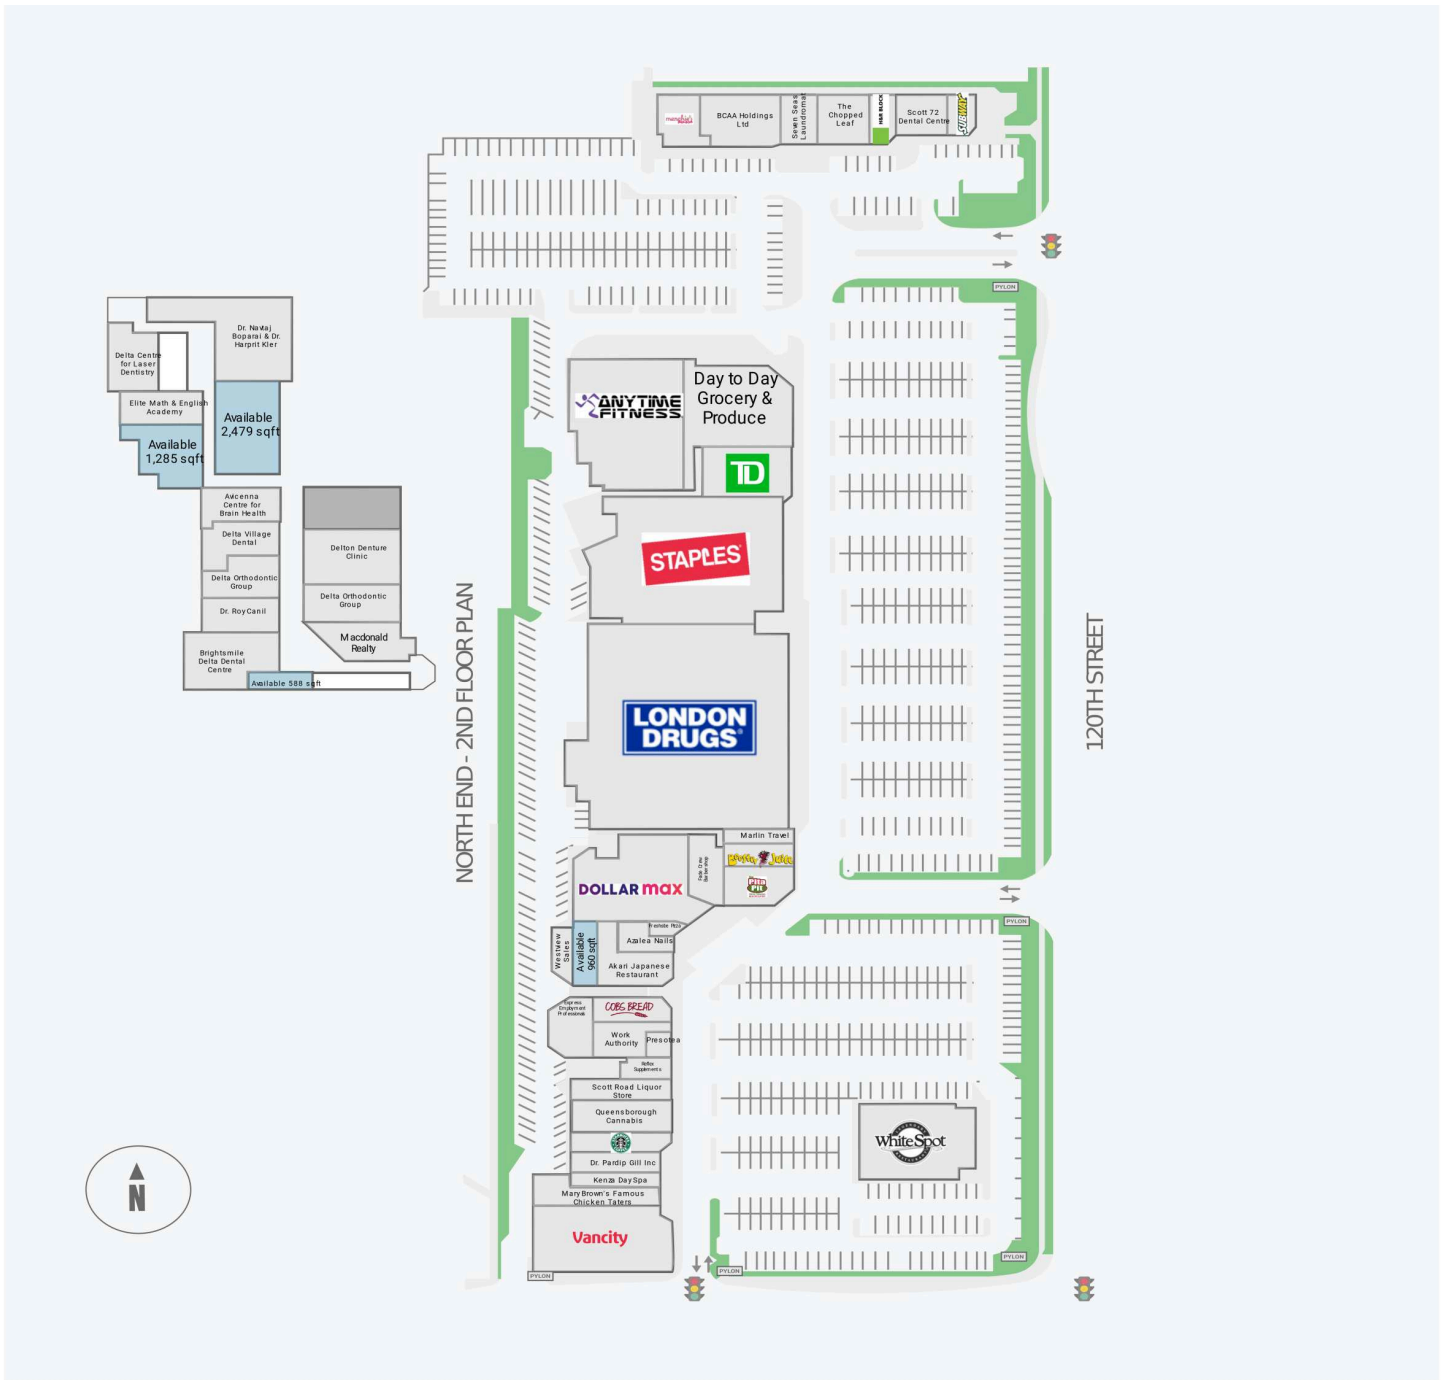 BCAA Holdings
Ltd
Seven Seas
Laundromat
The
Chopped
Leaf
H&R BLOCK
Scott 72
Dental Centre
SUBWAY
PYLON
Dr. Navtaj
Boparai & Dr.
Harprit Kler
Delta Centre
for Laser
Dentistry
Elite Math & English
Academy
Available
2,479 sqft
Available
1,285 sqft
Avicenna
Centre for
Brain Health
Delta Village
Dental
Delta Orthodontic
Group
Dr. Roy Canil
Brightsmile
Delta Dental
Centre
Available 588 sqft
Delton Denture
Clinic
Delta Orthodontic
Group
Macdonald
Realty
NORTH END - 2ND FLOOR PLAN
ANYTIME
FITNESS
Day to Day
Grocery &
Produce
TD
STAPLES
LONDON
DRUGS
120TH STREET
Marlin Travel
Booster Juice
PITA
PIT
Fade Crew
Barbershop
DOLLAR max
Westview
Sales
Available
960 sqft
Freshslice Pizza
Azalea Nails
Akari Japanese
Restaurant
PYLON
Express
Employment
Professionals
COBS BREAD
Work
Authority
Presotea
Reflex
Supplements
Scott Road Liquor
Store
Queensborough
Cannabis
Dr. Pardip Gill Inc
Kenza Day Spa
Mary Brown's Famous
Chicken Taters
Vancity
White Spot
PYLON
PYLON
PYLON
N